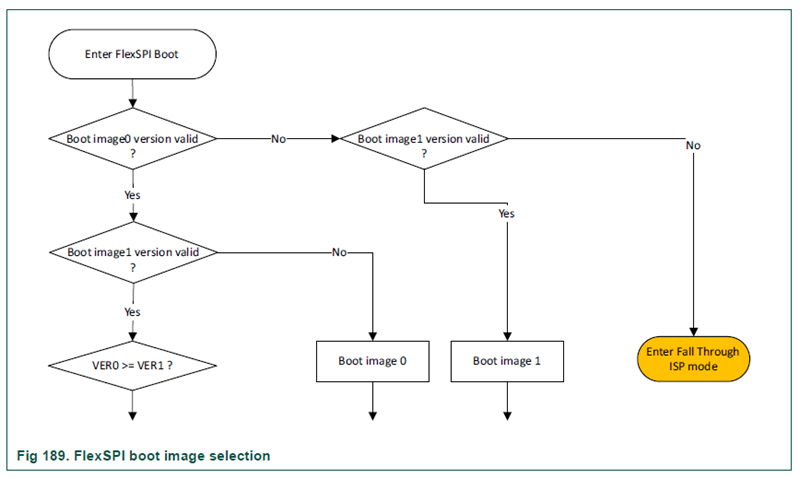 Enter FlexSPI Boot
Boot image0 version valid
?
No
Boot image1 version valid
?
No
Yes
Yes
Boot image1 version valid
?
No
Yes
VER0 >= VER1 ?
Boot image 0
Boot image 1
Enter Fall Through
ISP mode
Fig 189. FlexSPI boot image selection